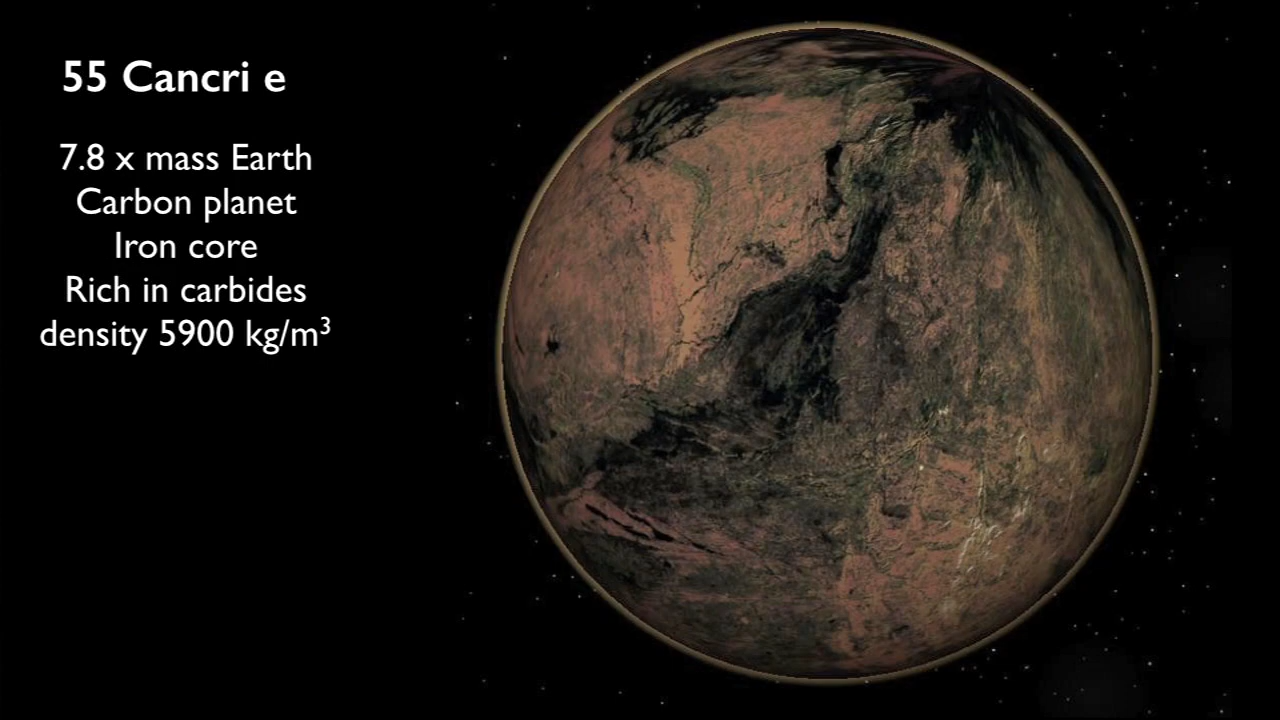 55 Cancri e
7.8 x mass Earth
Carbon planet
Iron core
Rich in carbides
density 5900 kg/m³